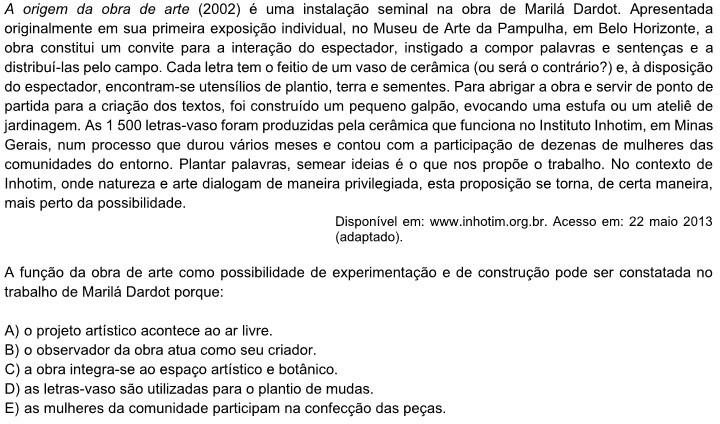 A origem da obra de arte (2002) é uma instalação seminal na obra de Marilá Dardot. Apresentada
originalmente em sua primeira exposição individual, no Museu de Arte da Pampulha, em Belo Horizonte, a
obra constitui um convite para a interação do espectador, instigado a compor palavras e sentenças e a
distribuí-las pelo campo. Cada letra tem o feitio de um vaso de cerâmica (ou será o contrário?) e, à disposição
do espectador, encontram-se utensílios de plantio, terra e sementes. Para abrigar a obra e servir de ponto de
partida para a criação dos textos, foi construído um pequeno galpão, evocando uma estufa ou um ateliê de
jardinagem. As 1 500 letras-vaso foram produzidas pela cerâmica que funciona no Instituto Inhotim, em Minas
Gerais, num processo que durou vários meses e contou com a participação de dezenas de mulheres das
comunidades do entorno. Plantar palavras, semear ideias é o que nos propõe o trabalho. No contexto de
Inhotim, onde natureza e arte dialogam de maneira privilegiada, esta proposição se torna, de certa maneira,
mais perto da possibilidade.
Disponível em: www.inhotim.org.br. Acesso em: 22 maio 2013
(adaptado).
A função da obra de arte como possibilidade de experimentação e de construção pode ser constatada no
trabalho de Marilá Dardot porque:
A) o projeto artístico acontece ao ar livre.
B) o observador da obra atua como seu criador.
C) a obra integra-se ao espaço artístico e botânico.
D) as letras-vaso são utilizadas para o plantio de mudas.
E) as mulheres da comunidade participam na confecção das peças.